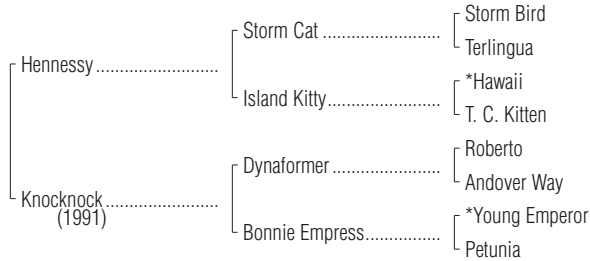 Storm Bird
Storm Cat ........................
Terlingua
Hennessy..........................
*Hawaii
Island Kitty........................
T. C. Kitten
Roberto
Dynaformer .......................
Andover Way
Knocknock........................
(1991)
*Young Emperor
Bonnie Empress................
Petunia